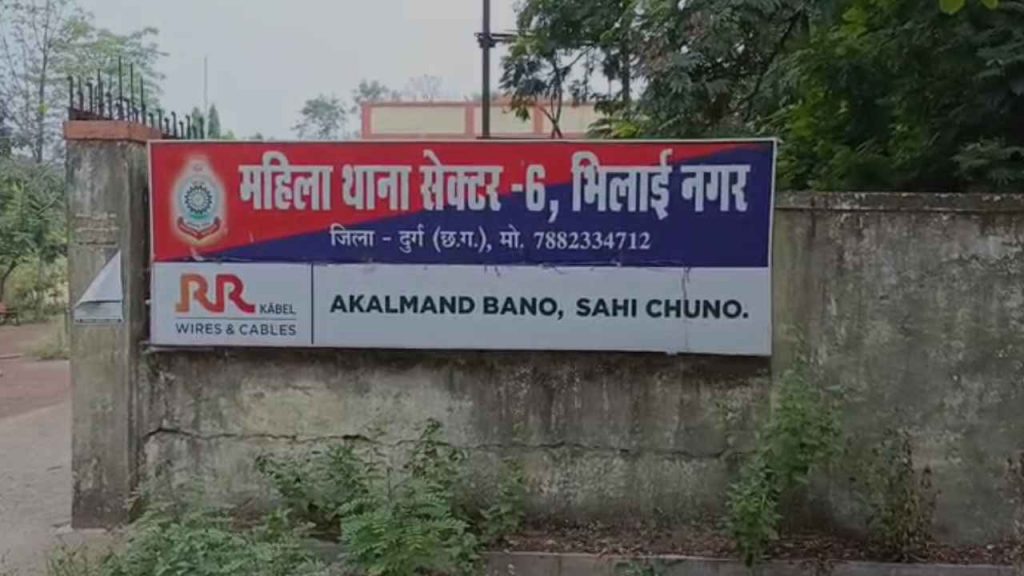 महिला थाना सेक्टर -6, भिलाई नगर
जिला - दुर्ग (छ.ग.), मो. 7882334712
RR KABEL
WIRES & CABLES
AKALMAND BANO, SAHI CHUNO.